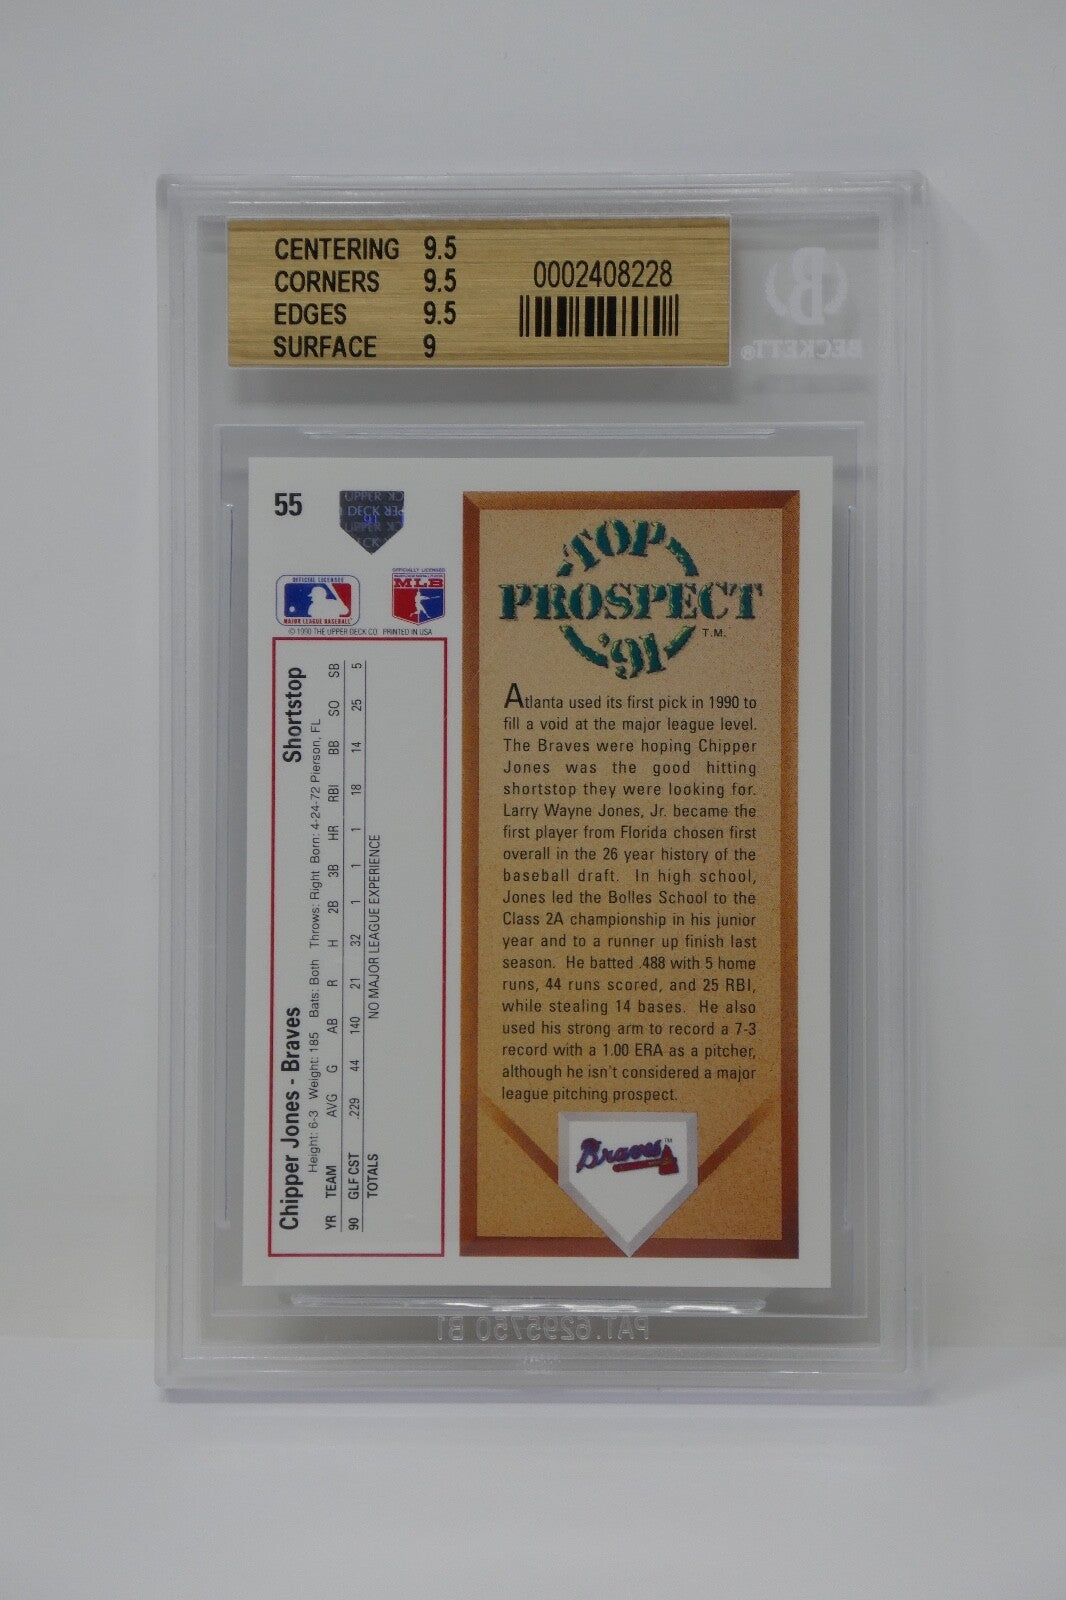 CENTERING 9.5
CORNERS 9.5
EDGES 9.5
SURFACE 9
0002408228
BECKETT®
55
UPPER
DECK
91
OFFICIAL LICENSEE
MAJOR LEAGUE BASEBALL
OFFICIALLY LICENSED
MLB
© 1990 THE UPPER DECK CO. PRINTED IN USA
Chipper Jones - Braves Shortstop
Height: 6-3 Weight: 185 Bats: Both Throws: Right Born: 4-24-72 Pierson, FL
YR TEAM AVG G AB R H 2B 3B HR RBI BB SO SB
90 GLF CST .229 44 140 21 32 1 1 1 18 14 25 5
TOTALS NO MAJOR LEAGUE EXPERIENCE
TOP
PROSPECT
'91
T.M.
Atlanta used its first pick in 1990 to
fill a void at the major league level.
The Braves were hoping Chipper
Jones was the good hitting
shortstop they were looking for.
Larry Wayne Jones, Jr. became the
first player from Florida chosen first
overall in the 26 year history of the
baseball draft. In high school,
Jones led the Bolles School to the
Class 2A championship in his junior
year and to a runner up finish last
season. He batted .488 with 5 home
runs, 44 runs scored, and 25 RBI,
while stealing 14 bases. He also
used his strong arm to record a 7-3
record with a 1.00 ERA as a pitcher,
although he isn't considered a major
league pitching prospect.
Braves™
PAT. 6295750 B1